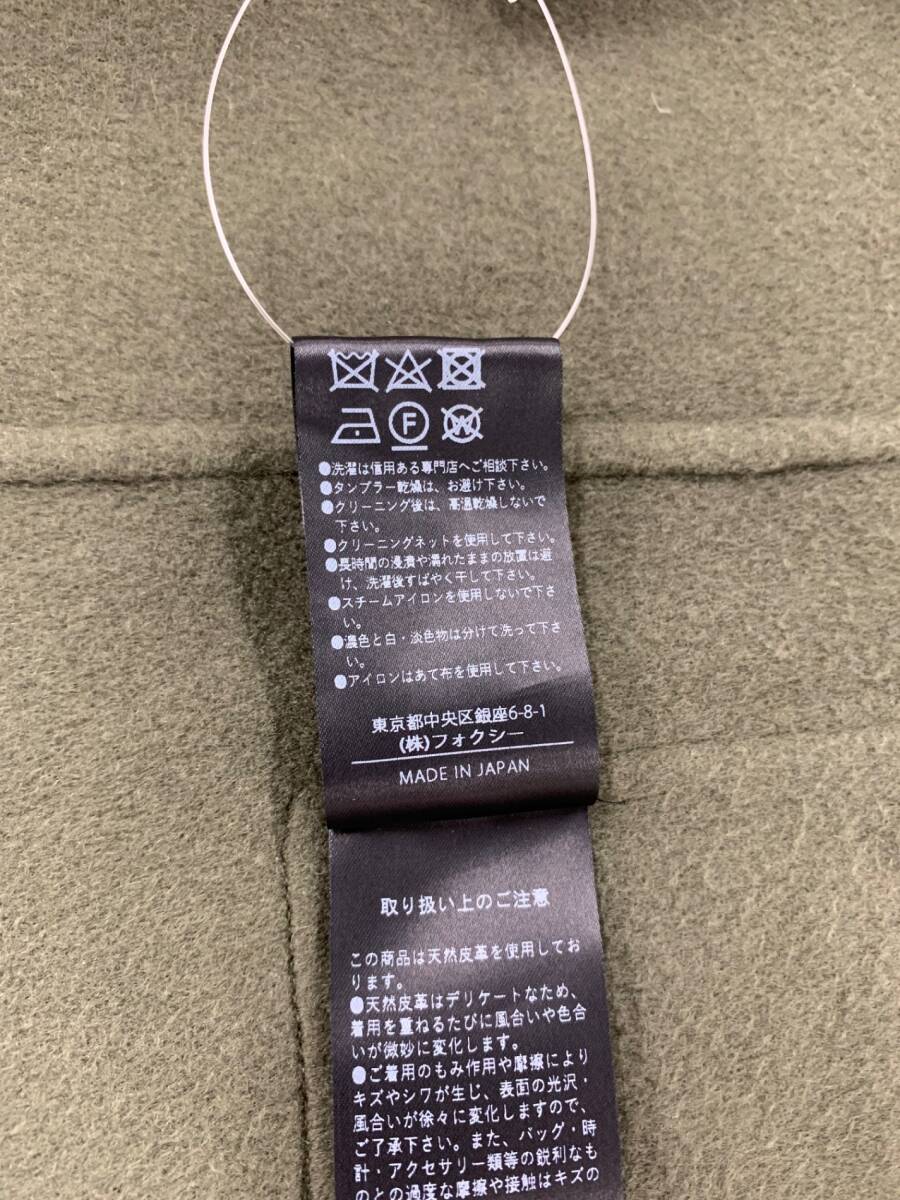 F W
●洗濯は信用ある専門店へご相談下さい。
●タンブラー乾燥は、お避け下さい。
●クリーニング後は、高温乾燥しないで
下さい。
●クリーニングネットを使用して下さい。
●長時間の浸漬や濡れたままの放置は避
け、洗濯後すばやく干して下さい。
●スチームアイロンを使用しないで下さ
い。
●濃色と白・淡色物は分けて洗って下さ
い。
●アイロンはあて布を使用して下さい。
東京都中央区銀座6-8-1
(株)フォクシー
MADE IN JAPAN
取り扱い上のご注意
この商品は天然皮革を使用してお
ります。
●天然皮革はデリケートなため、
着用を重ねるたびに風合いや色合
いが微妙に変化します。
●ご着用のもみ作用や摩擦により
キズやシワが生じ、表面の光沢・
風合いが徐々に変化しますので、
ご了承下さい。また、バッグ・時
計・アクセサリー類等の鋭利なも
のとの過度な摩擦や接触はキズの